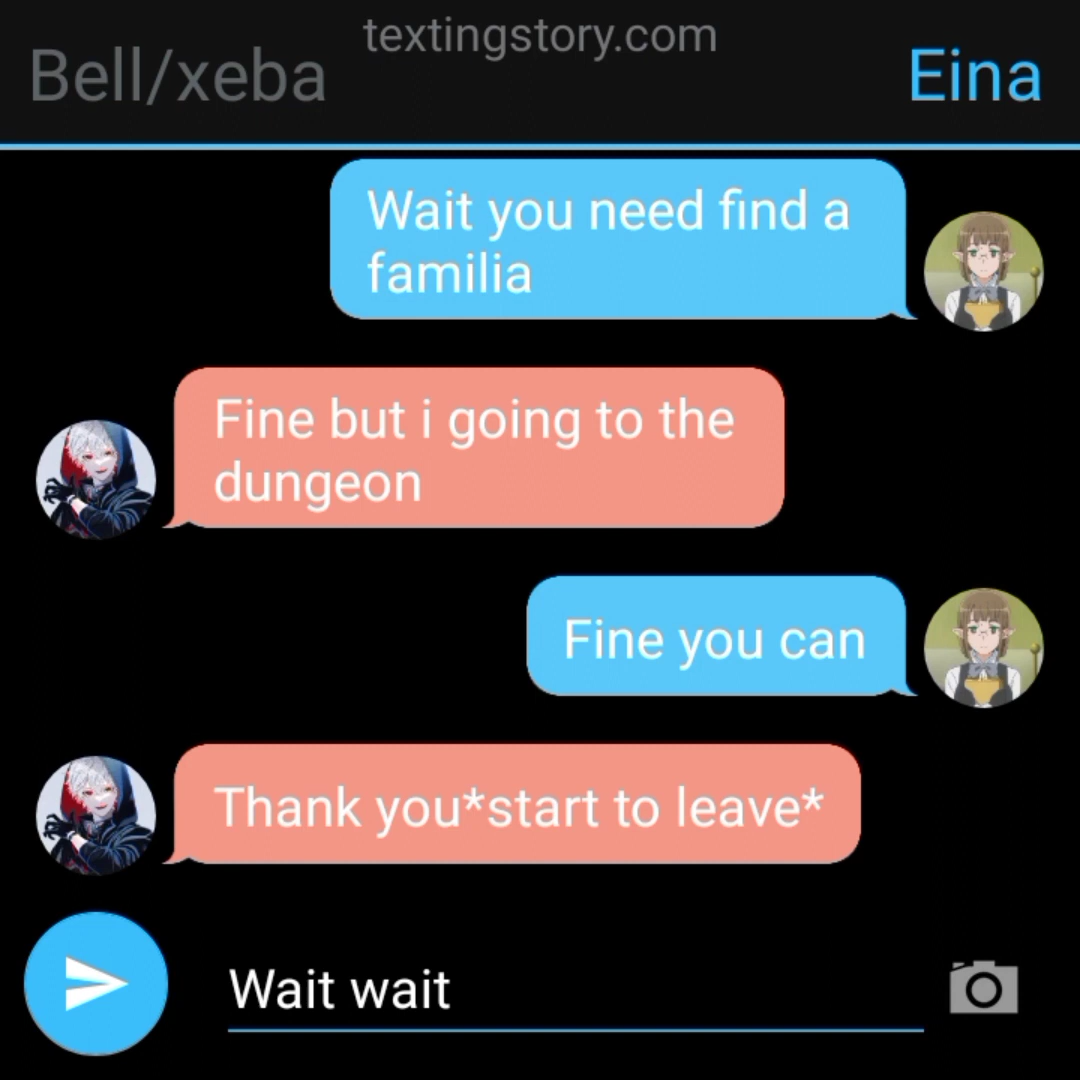 textingstory.com
Bell/xeba
Eina
Wait you need find a
familia
Fine but i going to the
dungeon
Fine you can
Thank you*start to leave*
Wait wait